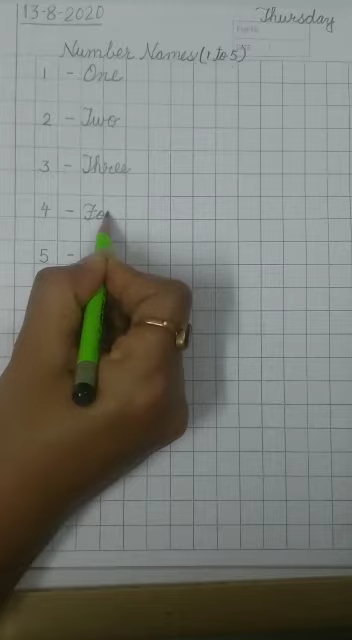 13-8-2020 Thursday
Number Names (1 to 5)
1 - One
2 - Two
3 - Three
4 - Fo
5 -